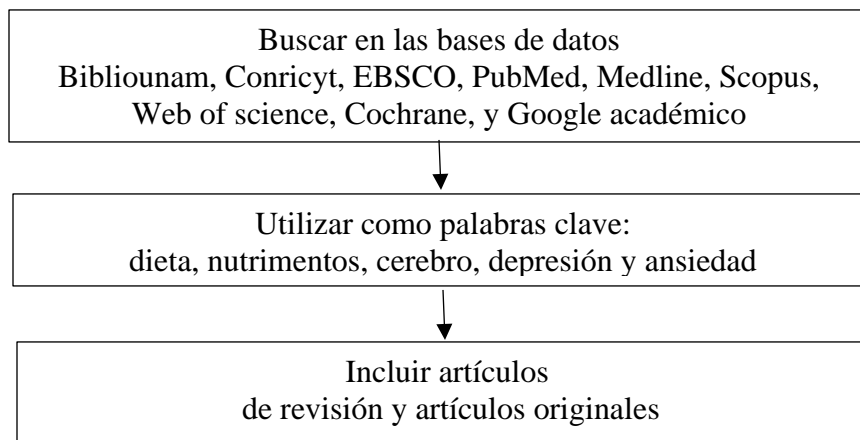 Buscar en las bases de datos
Bibliounam, Conricyt, EBSCO, PubMed, Medline, Scopus,
Web of science, Cochrane, y Google académico
Utilizar como palabras clave:
dieta, nutrimentos, cerebro, depresión y ansiedad
Incluir artículos
de revisión y artículos originales